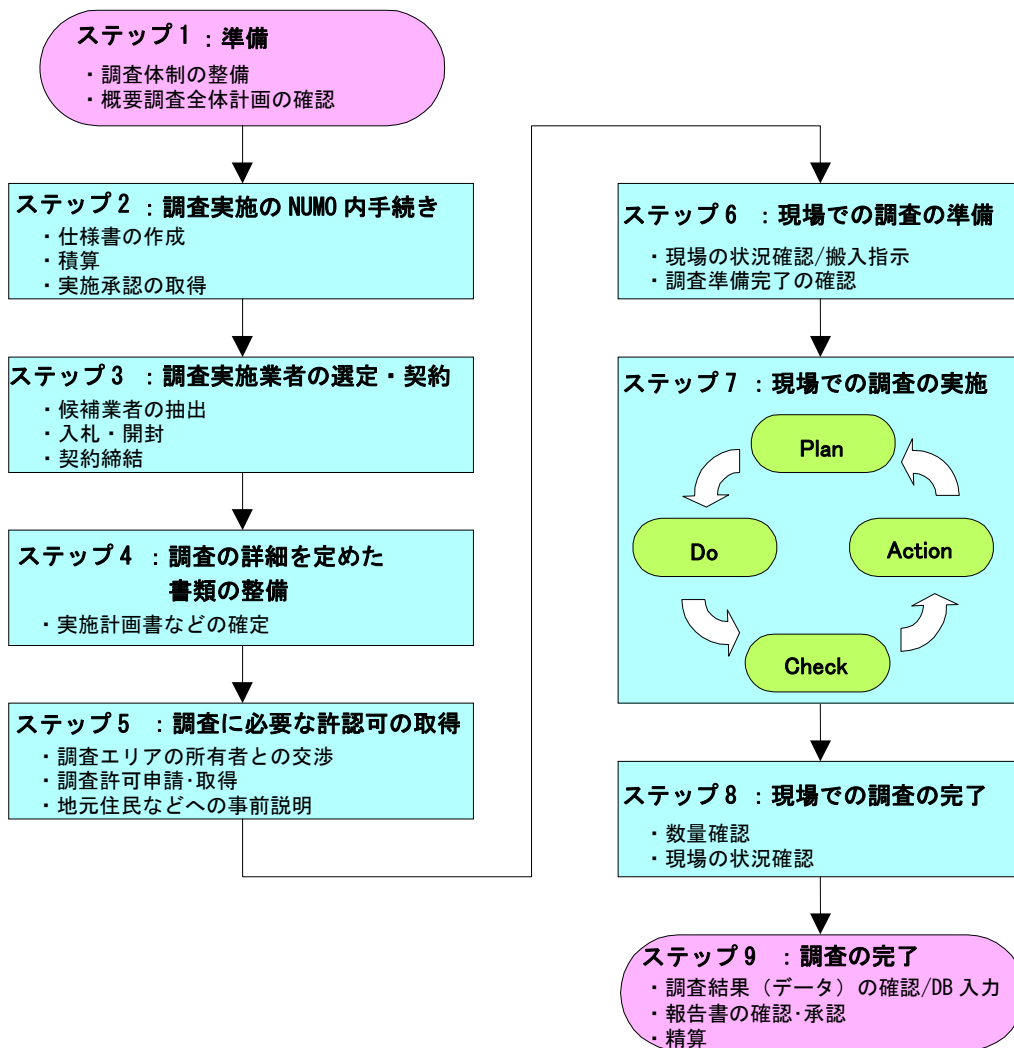 ステップ1：準備
・調査体制の整備
・概要調査全体計画の確認
ステップ2：調査実施のNUMO内手続き
・仕様書の作成
・積算
・実施承認の取得
ステップ3：調査実施業者の選定・契約
・候補業者の抽出
・入札・開封
・契約締結
ステップ4：調査の詳細を定めた
書類の整備
・実施計画書などの確定
ステップ5：調査に必要な許認可の取得
・調査エリアの所有者との交渉
・調査許可申請･取得
・地元住民などへの事前説明
ステップ6：現場での調査の準備
・現場の状況確認/搬入指示
・調査準備完了の確認
ステップ7：現場での調査の実施
Plan
Do
Action
Check
ステップ8：現場での調査の完了
・数量確認
・現場の状況確認
ステップ9：調査の完了
・調査結果（データ）の確認/DB入力
・報告書の確認･承認
・精算